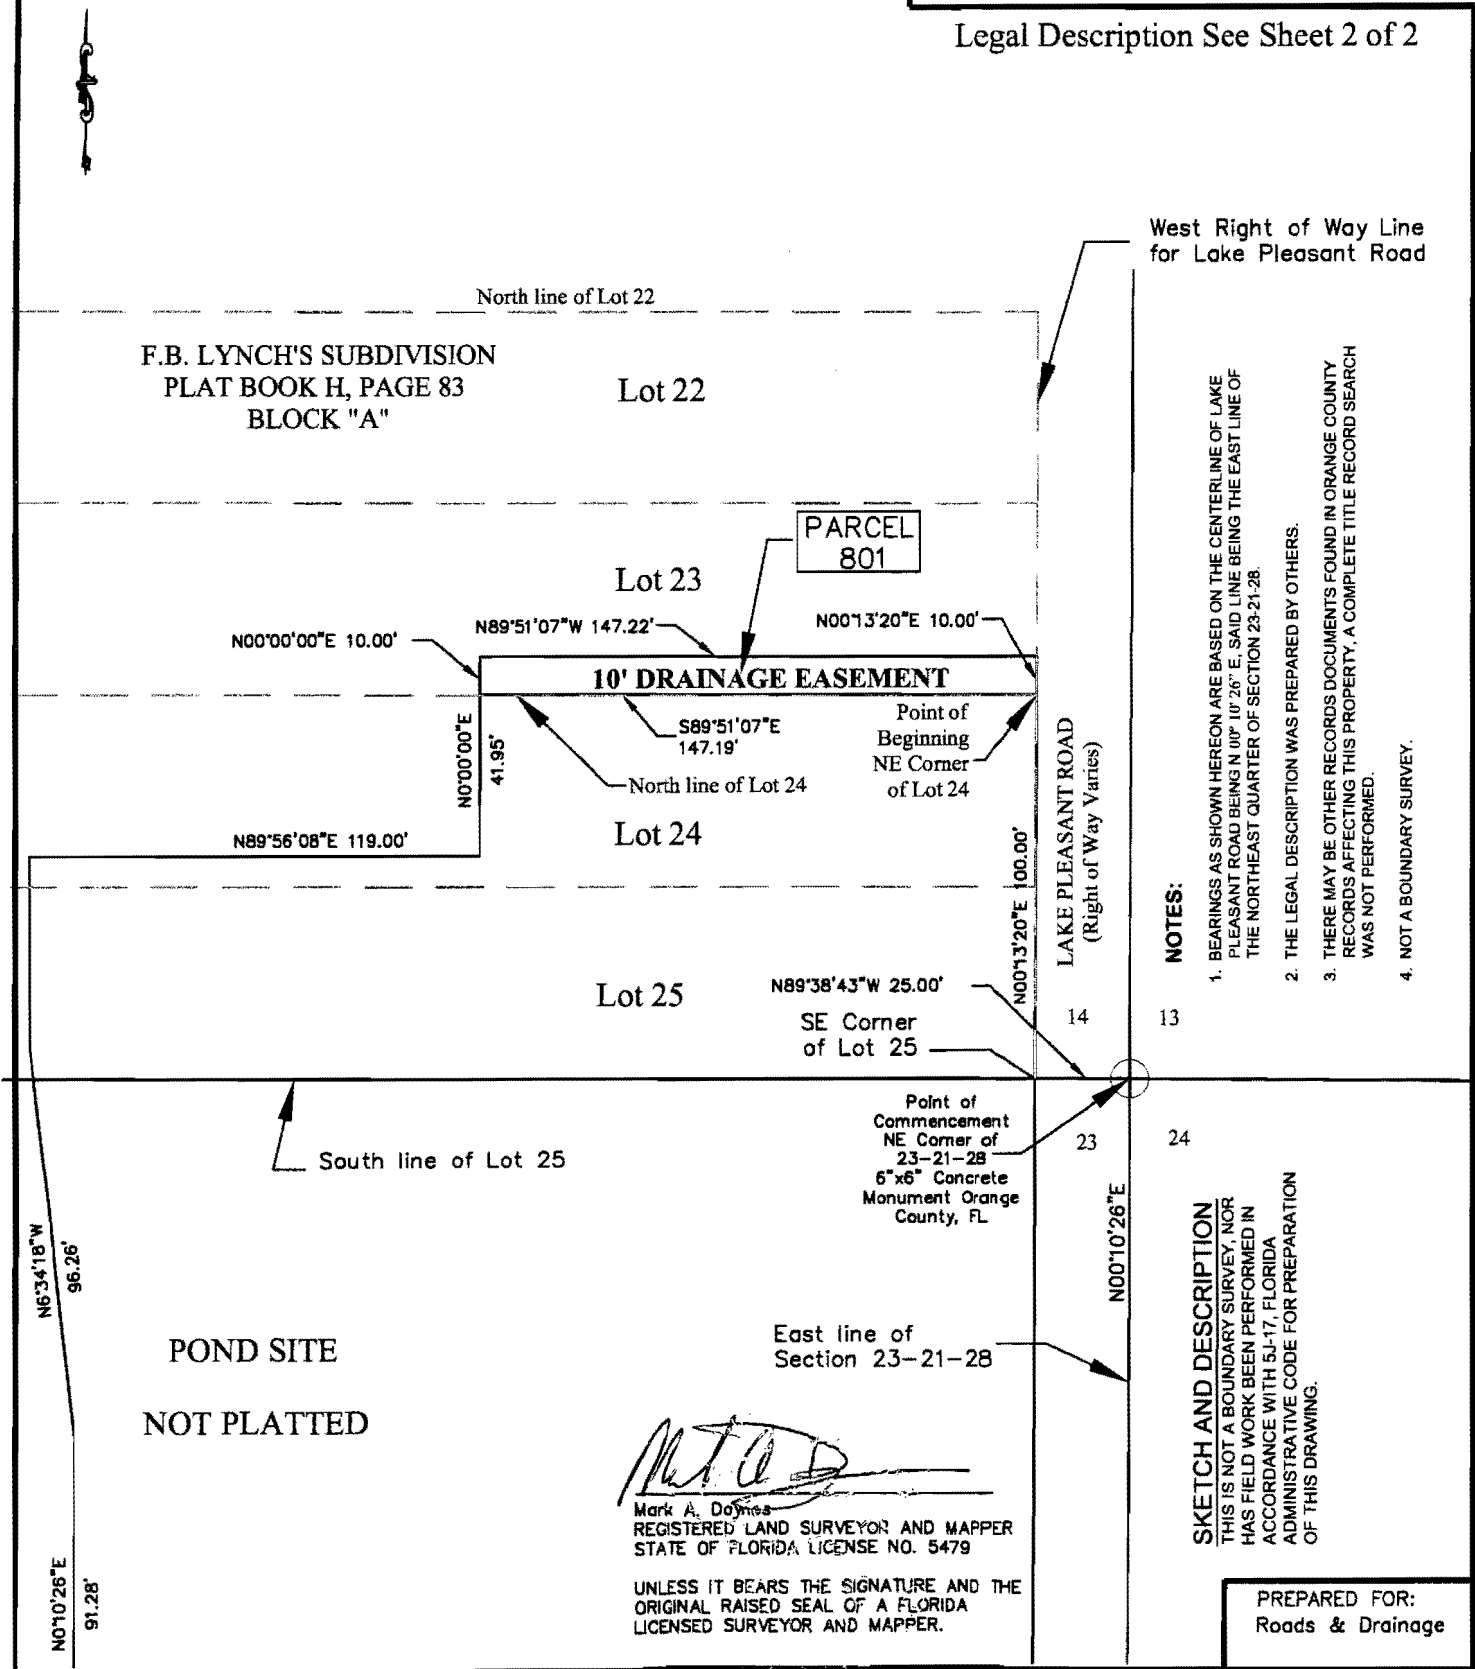 Legal Description See Sheet 2 of 2
West Right of Way Line
for Lake Pleasant Road
North line of Lot 22
F.B. LYNCH'S SUBDIVISION
PLAT BOOK H, PAGE 83
BLOCK "A"
Lot 22
PARCEL
801
Lot 23
N00°00'00"E 10.00'
N89°51'07"W 147.22'
N00°13'20"E 10.00'
10' DRAINAGE EASEMENT
S89°51'07"E
147.19'
Point of
Beginning
NE Corner
of Lot 24
North line of Lot 24
N0°00'00"E
41.95'
N89°56'08"E 119.00'
Lot 24
N00°13'20"E 100.00'
LAKE PLEASANT ROAD
(Right of Way Varies)
Lot 25
N89°38'43"W 25.00'
SE Corner
of Lot 25
14
13
South line of Lot 25
Point of
Commencement
NE Corner of
23-21-28
6"x6" Concrete
Monument Orange
County, FL
23
24
N00°10'26"E
N6°34'18"W
96.26'
POND SITE
NOT PLATTED
East line of
Section 23-21-28
N0°10'26"E
91.28'
Mark A. Daynes
REGISTERED LAND SURVEYOR AND MAPPER
STATE OF FLORIDA LICENSE NO. 5479
UNLESS IT BEARS THE SIGNATURE AND THE
ORIGINAL RAISED SEAL OF A FLORIDA
LICENSED SURVEYOR AND MAPPER.
NOTES:
1. BEARINGS AS SHOWN HEREON ARE BASED ON THE CENTERLINE OF LAKE
PLEASANT ROAD BEING N 00° 10' 26" E, SAID LINE BEING THE EAST LINE OF
THE NORTHEAST QUARTER OF SECTION 23-21-28.
2. THE LEGAL DESCRIPTION WAS PREPARED BY OTHERS.
3. THERE MAY BE OTHER RECORDS DOCUMENTS FOUND IN ORANGE COUNTY
RECORDS AFFECTING THIS PROPERTY, A COMPLETE TITLE RECORD SEARCH
WAS NOT PERFORMED.
4. NOT A BOUNDARY SURVEY.
SKETCH AND DESCRIPTION
THIS IS NOT A BOUNDARY SURVEY, NOR
HAS FIELD WORK BEEN PERFORMED IN
ACCORDANCE WITH 5J-17, FLORIDA
ADMINISTRATIVE CODE FOR PREPARATION
OF THIS DRAWING.
PREPARED FOR:
Roads & Drainage